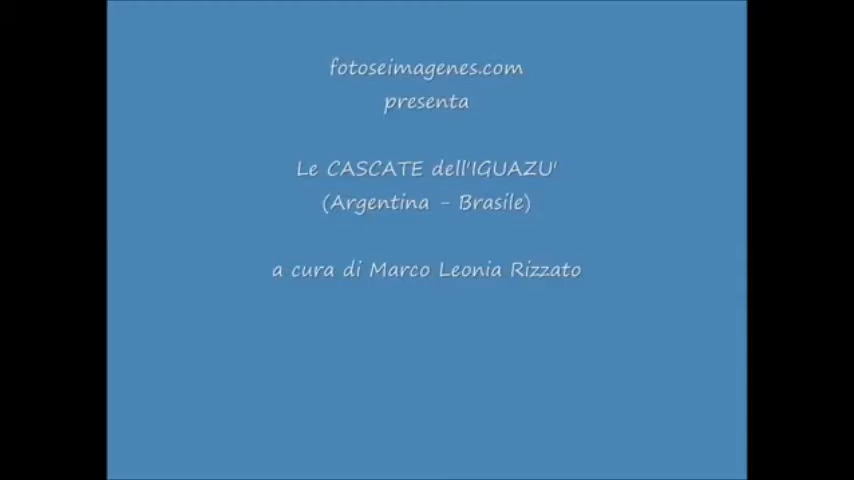 fotoseimagenes.com
presenta
Le CASCATE dell'IGUAZU'
(Argentina - Brasile)
a cura di Marco Leonia Rizzato